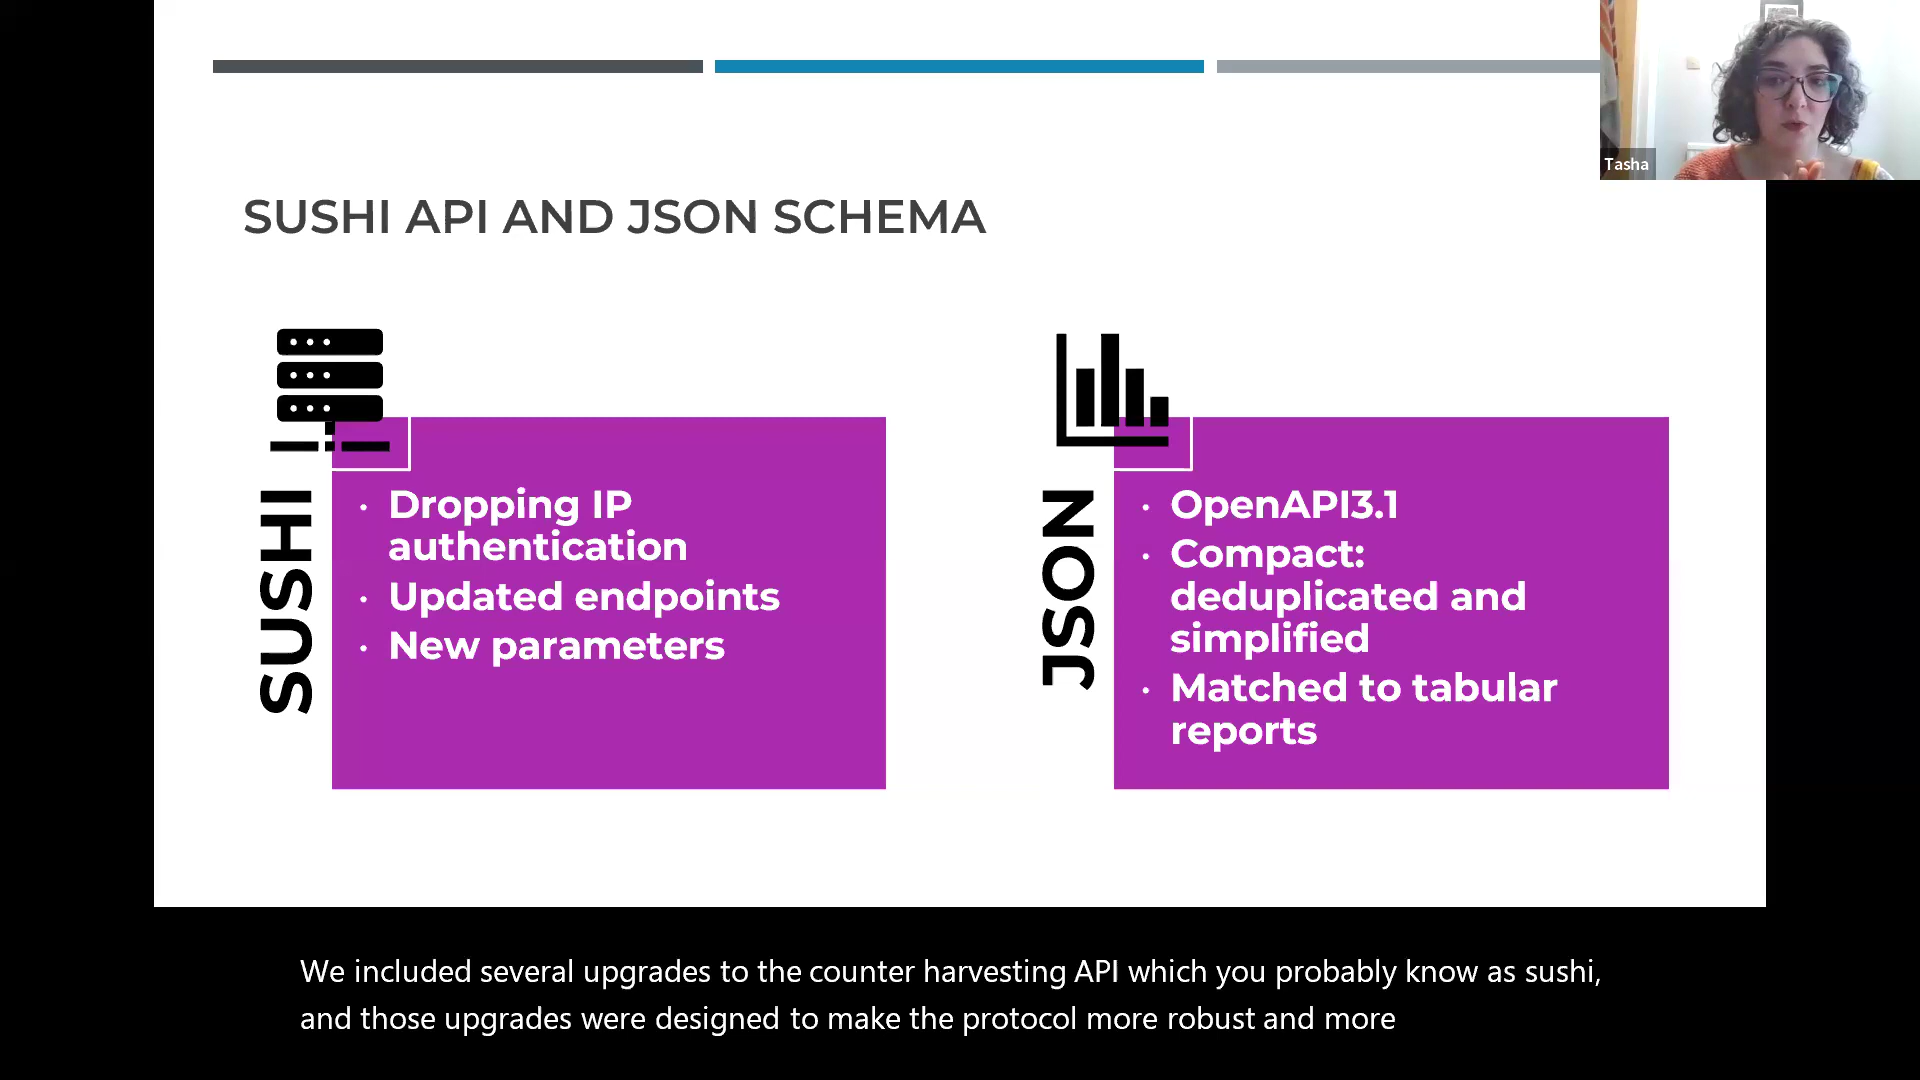 Tasha
SUSHI API AND JSON SCHEMA
SUSHI
• Dropping IP
authentication
• Updated endpoints
• New parameters
JSON
• OpenAPI3.1
• Compact:
deduplicated and
simplified
• Matched to tabular
reports
We included several upgrades to the counter harvesting API which you probably know as sushi,
and those upgrades were designed to make the protocol more robust and more